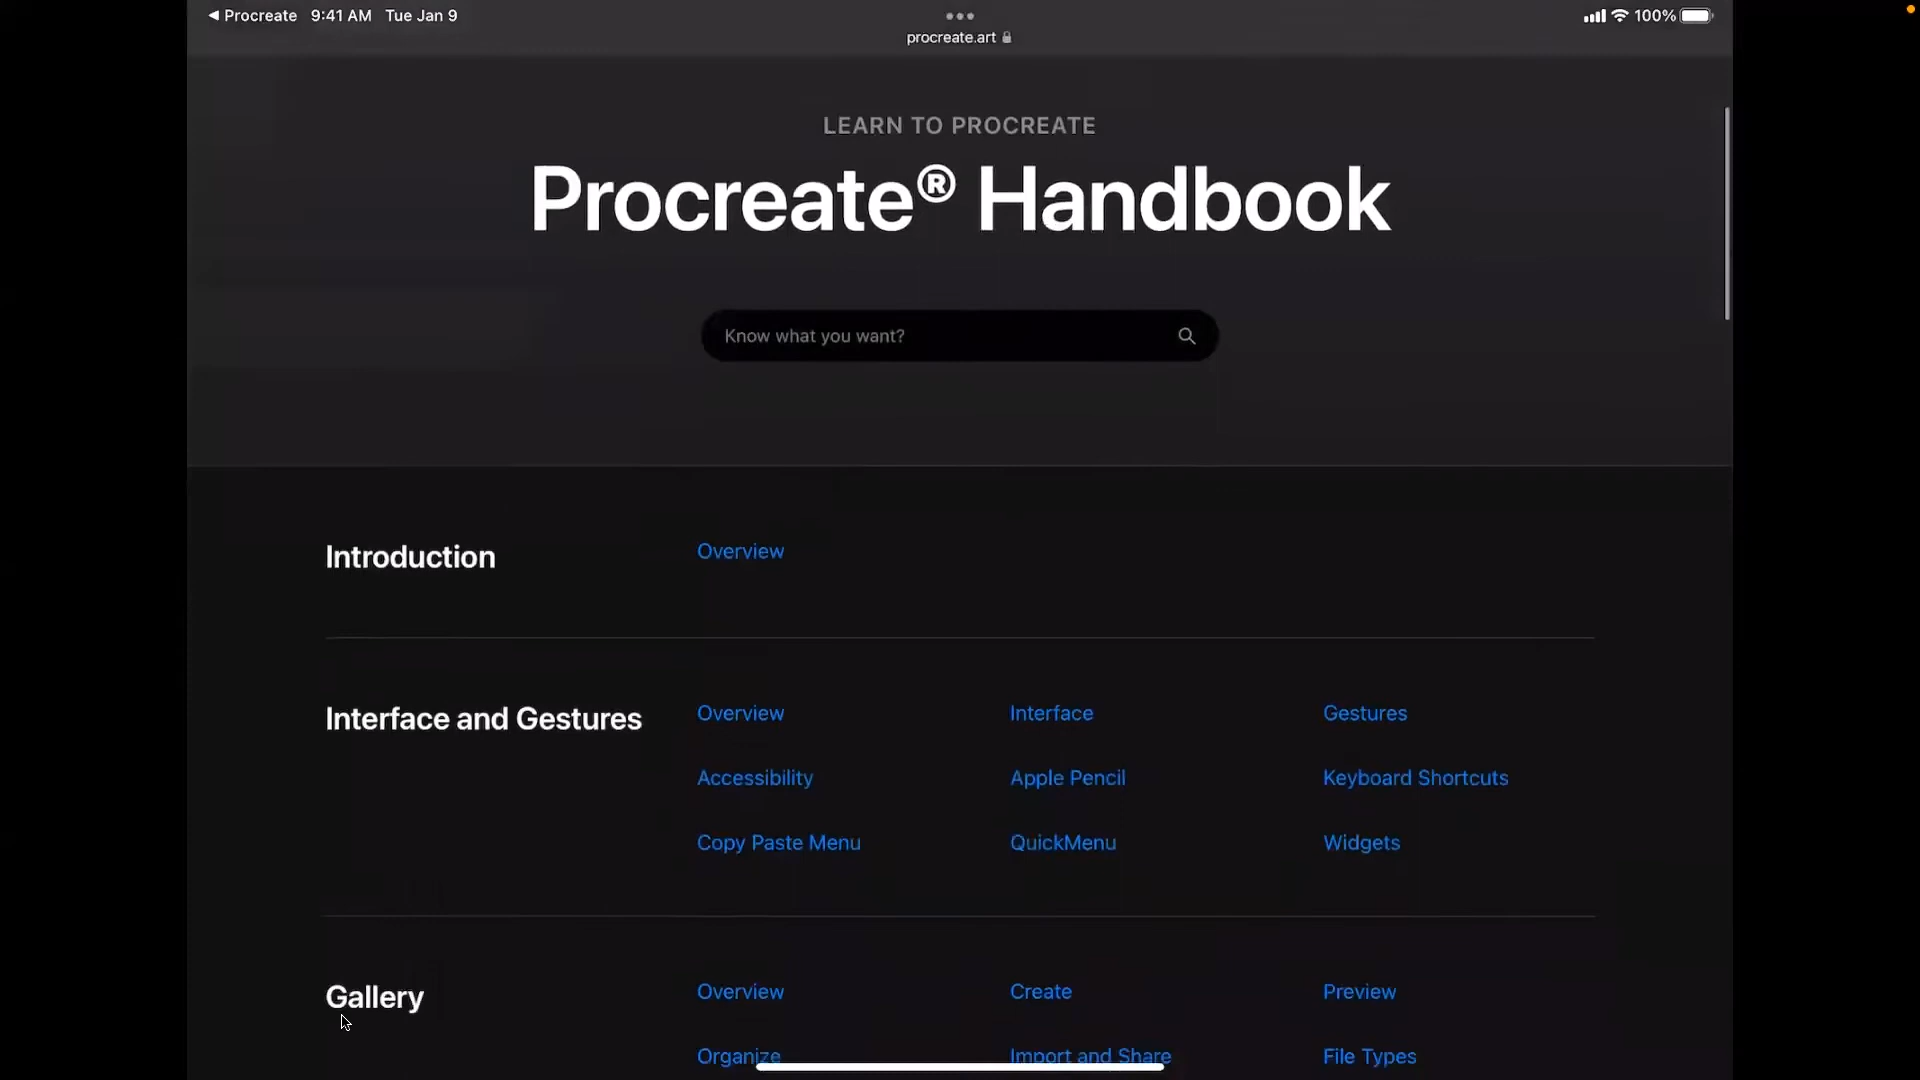 ◀ Procreate 9:41 AM Tue Jan 9
100%
procreate.art
LEARN TO PROCREATE
Procreate® Handbook
Know what you want?
Introduction
Overview
Interface and Gestures
Overview
Interface
Gestures
Accessibility
Apple Pencil
Keyboard Shortcuts
Copy Paste Menu
QuickMenu
Widgets
Gallery
Overview
Create
Preview
Organize
Import and Share
File Types